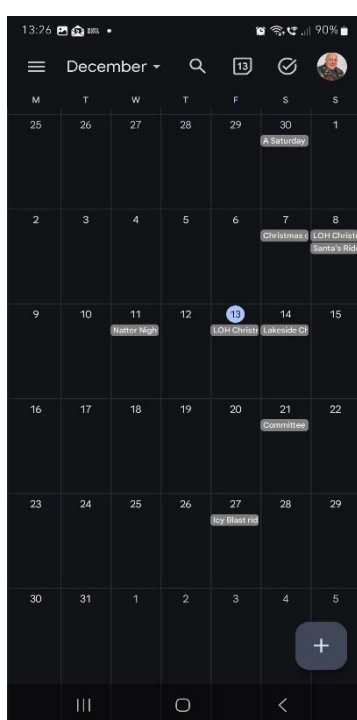 13:26 90%
December 13
M T W T F S S
25 26 27 28 29 30 1
A Saturday
2 3 4 5 6 7 8
Christmas c LOH Christr
Santa's Ride
9 10 11 12 13 14 15
Natter Nigh LOH Christr Lakeside Ch
16 17 18 19 20 21 22
Committee
23 24 25 26 27 28 29
Icy Blast rid
30 31 1 2 3 4 5
+